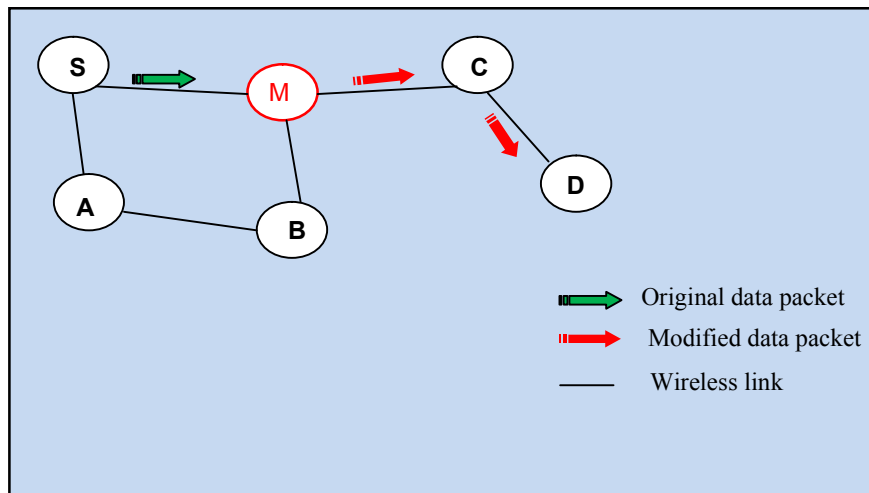 S
M
C
D
A
B
Original data packet
Modified data packet
Wireless link